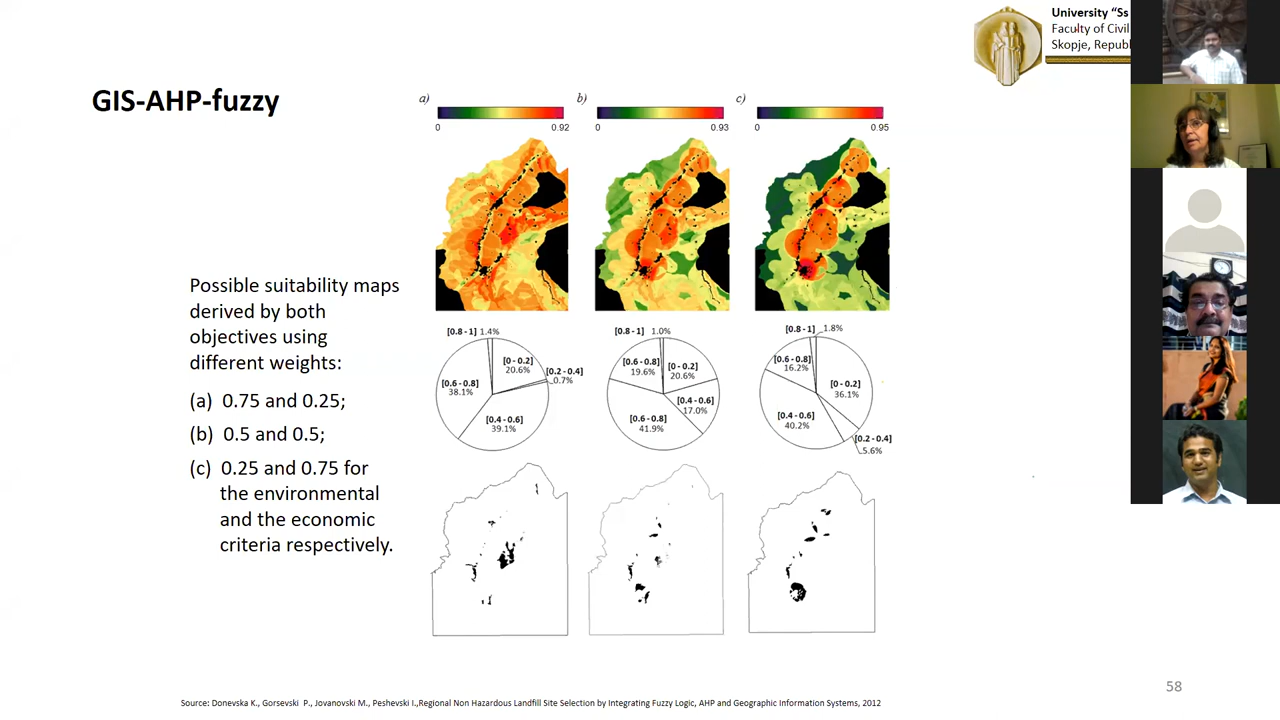 University “Ss
Faculty of Civil
Skopje, Republ
GIS-AHP-fuzzy
a)
b)
c)
0
0.92
0
0.93
0
0.95
Possible suitability maps
derived by both
objectives using
different weights:
(a) 0.75 and 0.25;
(b) 0.5 and 0.5;
(c) 0.25 and 0.75 for
the environmental
and the economic
criteria respectively.
[0.8 - 1] 1.4%
[0 - 0.2]
20.6%
[0.2 - 0.4]
0.7%
[0.6 - 0.8]
38.1%
[0.4 - 0.6]
39.1%
[0.8 - 1] 1.0%
[0.6 - 0.8]
19.6%
[0 - 0.2]
20.6%
[0.4 - 0.6]
17.0%
[0.6 - 0.8]
41.9%
[0.8 - 1] 1.8%
[0.6 - 0.8]
16.2%
[0 - 0.2]
36.1%
[0.4 - 0.6]
40.2%
[0.2 - 0.4]
5.6%
58
Source: Donevska K., Gorsevski P., Jovanovski M., Peshevski I.,Regional Non Hazardous Landfill Site Selection by Integrating Fuzzy Logic, AHP and Geographic Information Systems, 2012